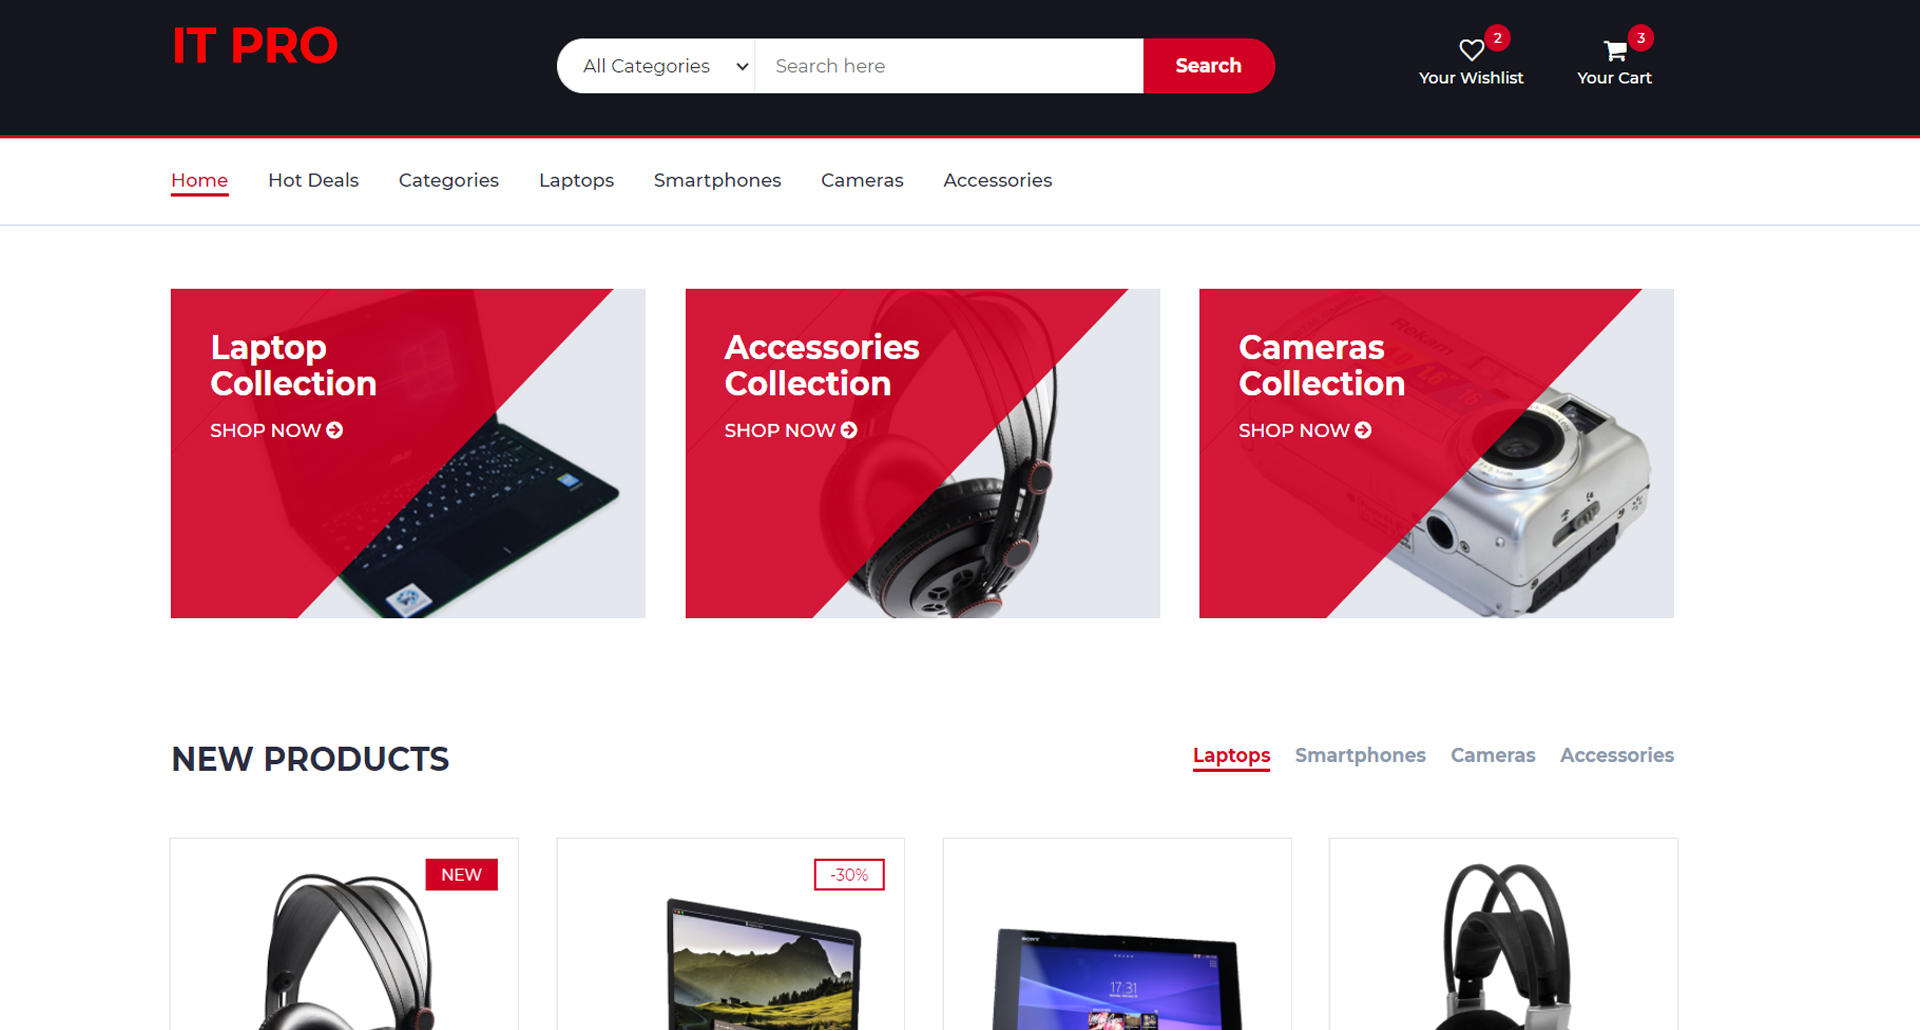 IT PRO
All Categories
Search here
Search
2
Your Wishlist
3
Your Cart
Home
Hot Deals
Categories
Laptops
Smartphones
Cameras
Accessories
Laptop
Collection
SHOP NOW
Accessories
Collection
SHOP NOW
Cameras
Collection
SHOP NOW
Rekam
NEW PRODUCTS
Laptops
Smartphones
Cameras
Accessories
NEW
-30%
SONY
17:31